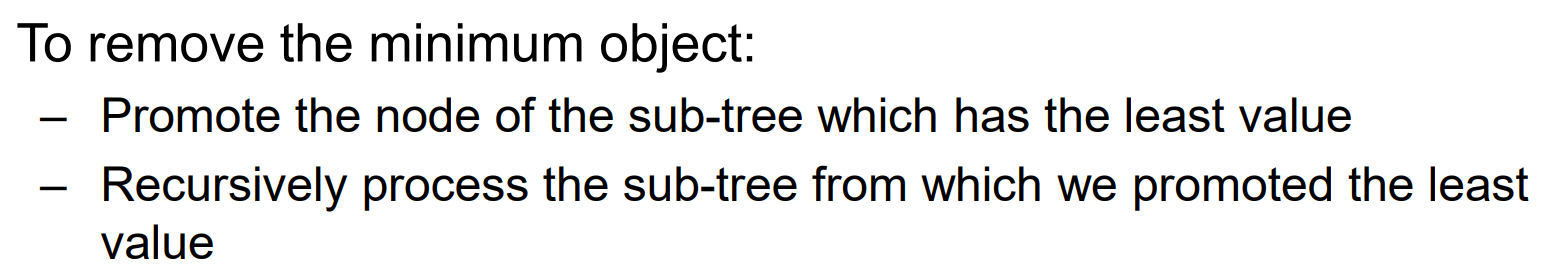 To remove the minimum object:
– Promote the node of the sub-tree which has the least value
– Recursively process the sub-tree from which we promoted the least
value